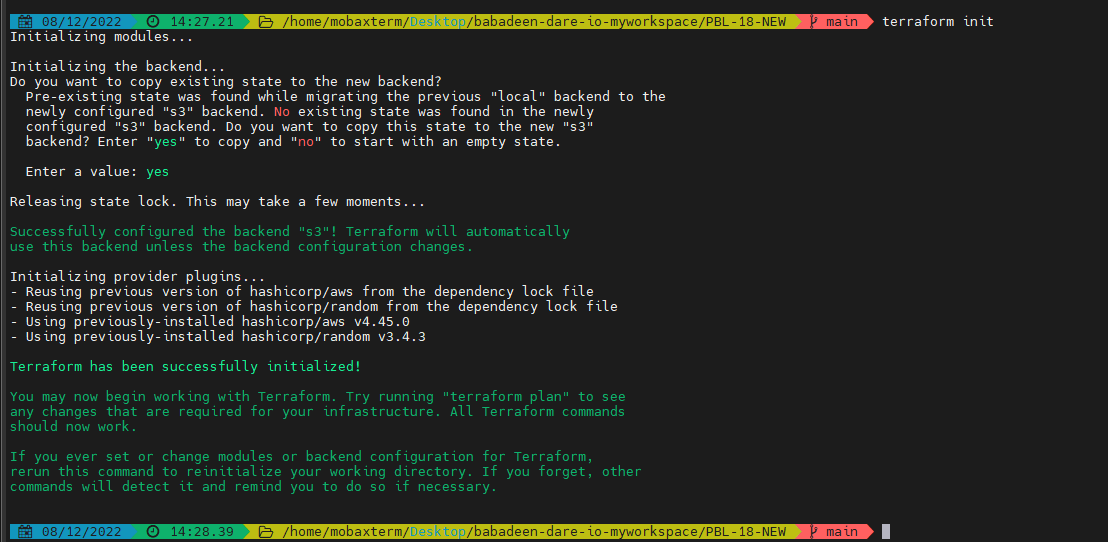 08/12/2022 14:27.21 /home/mobaxterm/Desktop/babadeen-dare-io-myworkspace/PBL-18-NEW main terraform init
Initializing modules...
Initializing the backend...
Do you want to copy existing state to the new backend?
Pre-existing state was found while migrating the previous "local" backend to the
newly configured "s3" backend. No existing state was found in the newly
configured "s3" backend. Do you want to copy this state to the new "s3"
backend? Enter "yes" to copy and "no" to start with an empty state.
Enter a value: yes
Releasing state lock. This may take a few moments...
Successfully configured the backend "s3"! Terraform will automatically
use this backend unless the backend configuration changes.
Initializing provider plugins...
- Reusing previous version of hashicorp/aws from the dependency lock file
- Reusing previous version of hashicorp/random from the dependency lock file
- Using previously-installed hashicorp/aws v4.45.0
- Using previously-installed hashicorp/random v3.4.3
Terraform has been successfully initialized!
You may now begin working with Terraform. Try running "terraform plan" to see
any changes that are required for your infrastructure. All Terraform commands
should now work.
If you ever set or change modules or backend configuration for Terraform,
rerun this command to reinitialize your working directory. If you forget, other
commands will detect it and remind you to do so if necessary.
08/12/2022 14:28.39 /home/mobaxterm/Desktop/babadeen-dare-io-myworkspace/PBL-18-NEW main